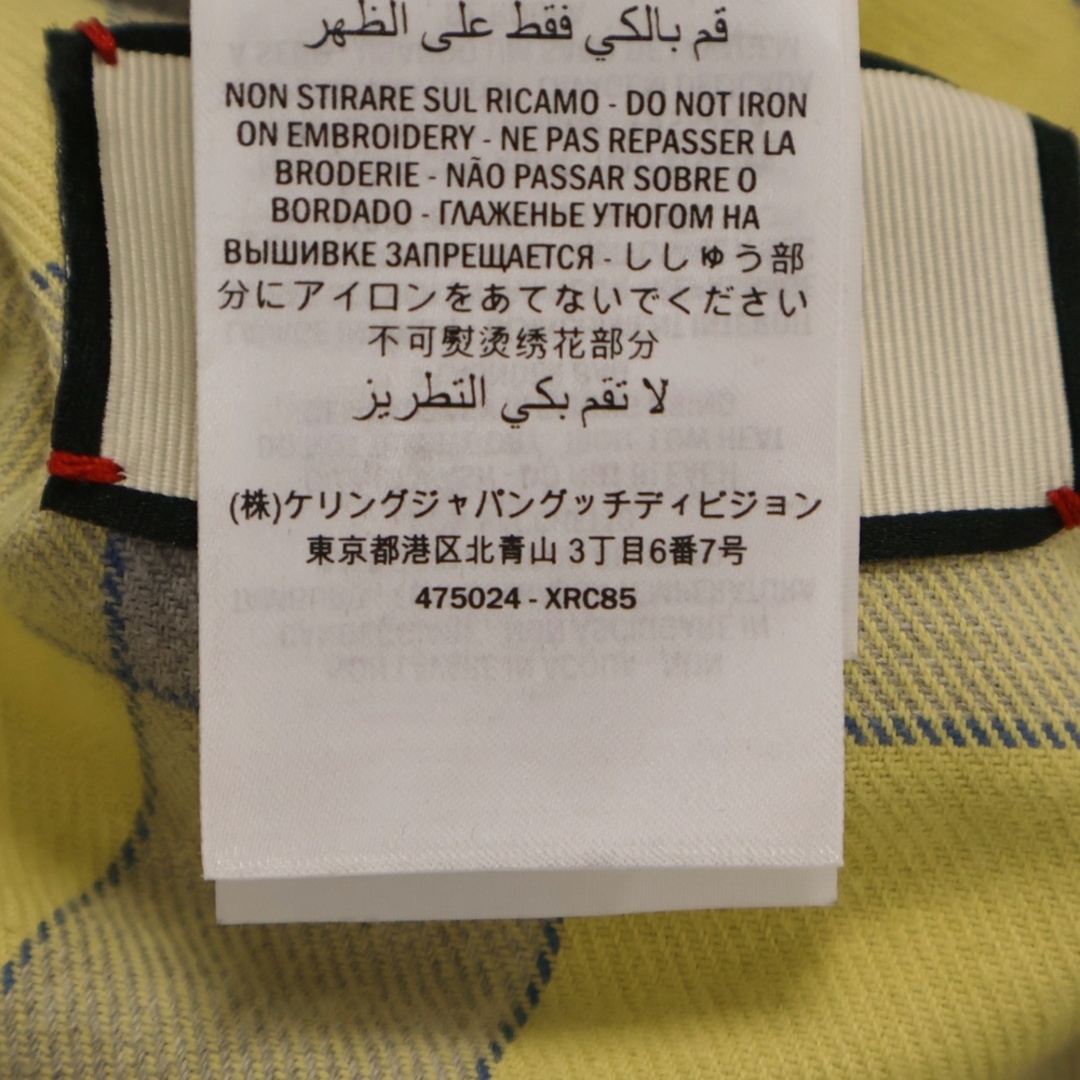 قم بالكي فقط على الظهر
NON STIRARE SUL RICAMO - DO NOT IRON
ON EMBROIDERY - NE PAS REPASSER LA
BRODERIE - NÃO PASSAR SOBRE O
BORDADO - ГЛАЖЕНЬЕ УТЮГОМ НА
ВЫШИВКЕ ЗАПРЕЩАЕТСЯ - ししゅう部
分にアイロンをあてないでください
不可熨烫绣花部分
لا تقم بكي التطريز
(株)ケリングジャパングッチディビジョン
東京都港区北青山 3丁目6番7号
475024 - XRC85